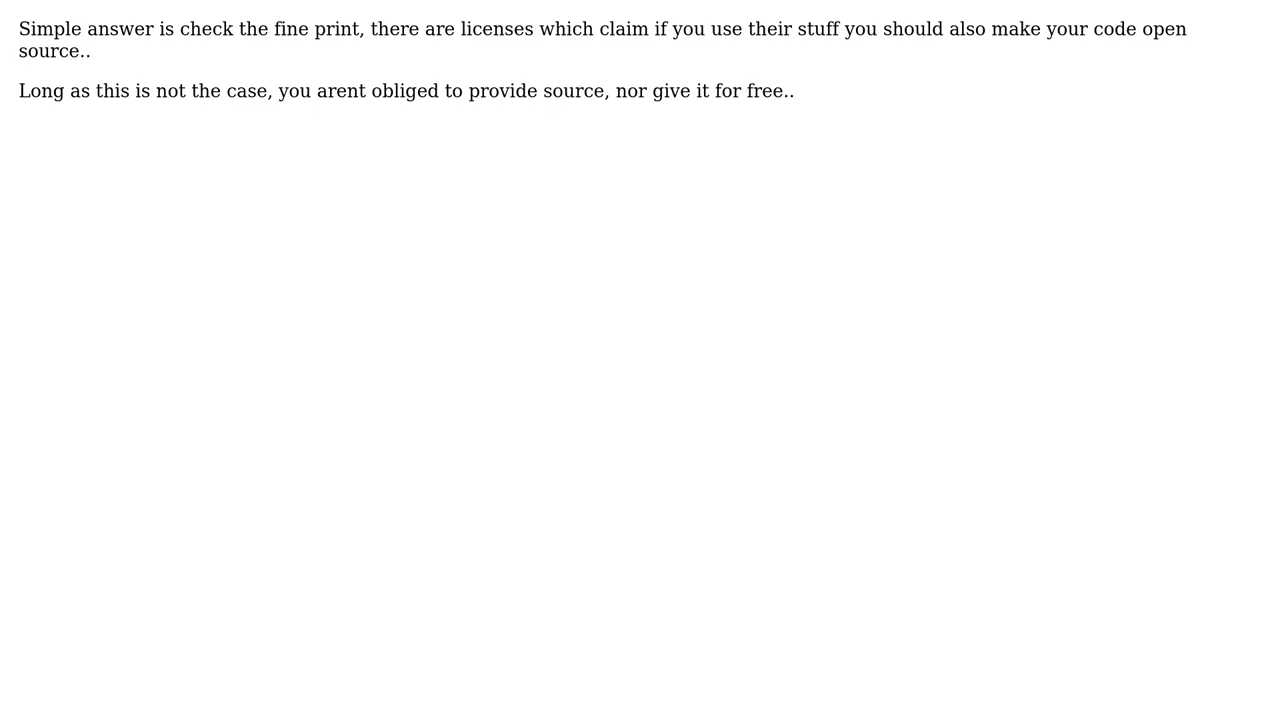 Simple answer is check the fine print, there are licenses which claim if you use their stuff you should also make your code open
source..
Long as this is not the case, you arent obliged to provide source, nor give it for free..